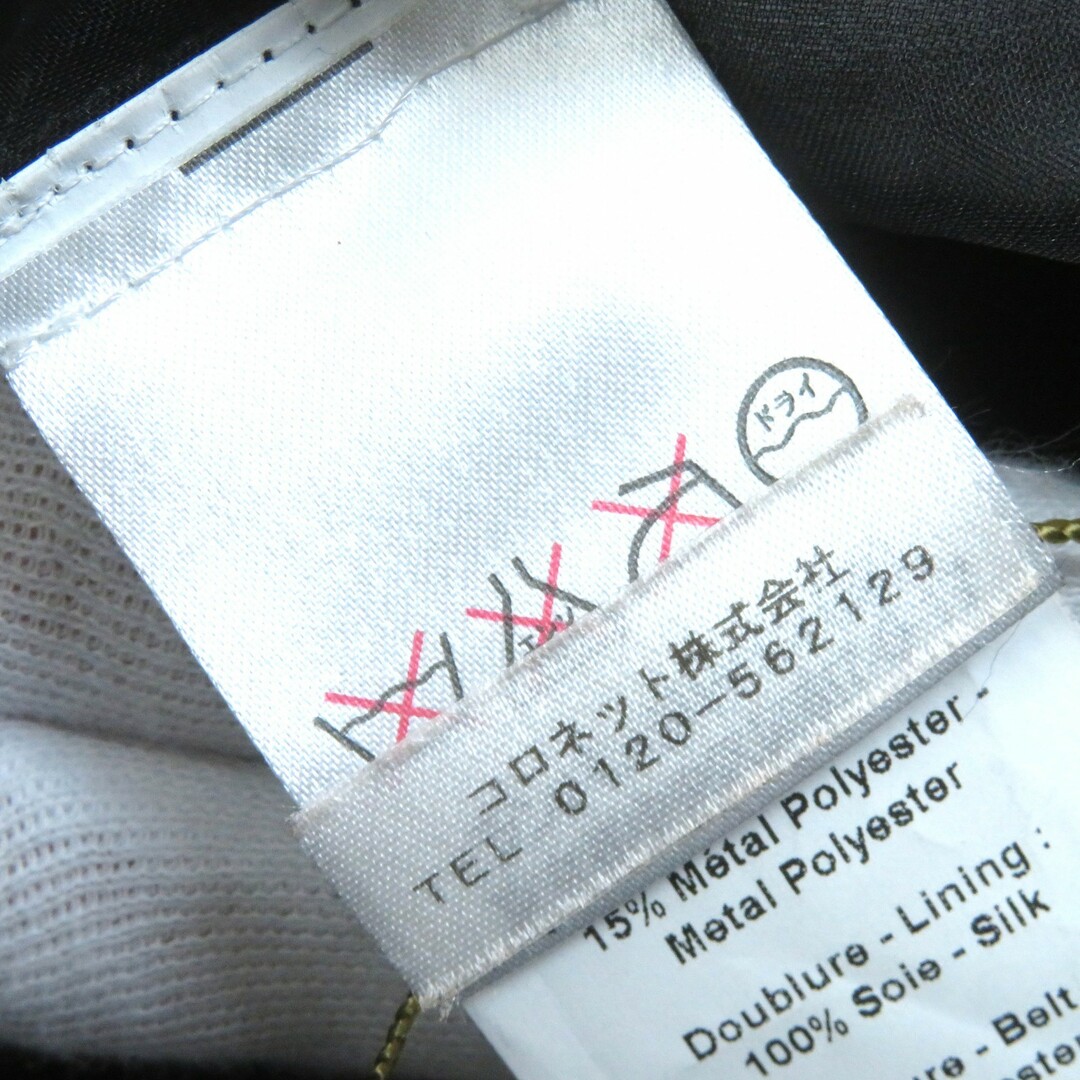 ドライ
コロネット株式会社
TEL 0120-562129
15% Métal Polyester -
Metal Polyester
Doublure - Lining :
100% Soie - Silk
- Belt